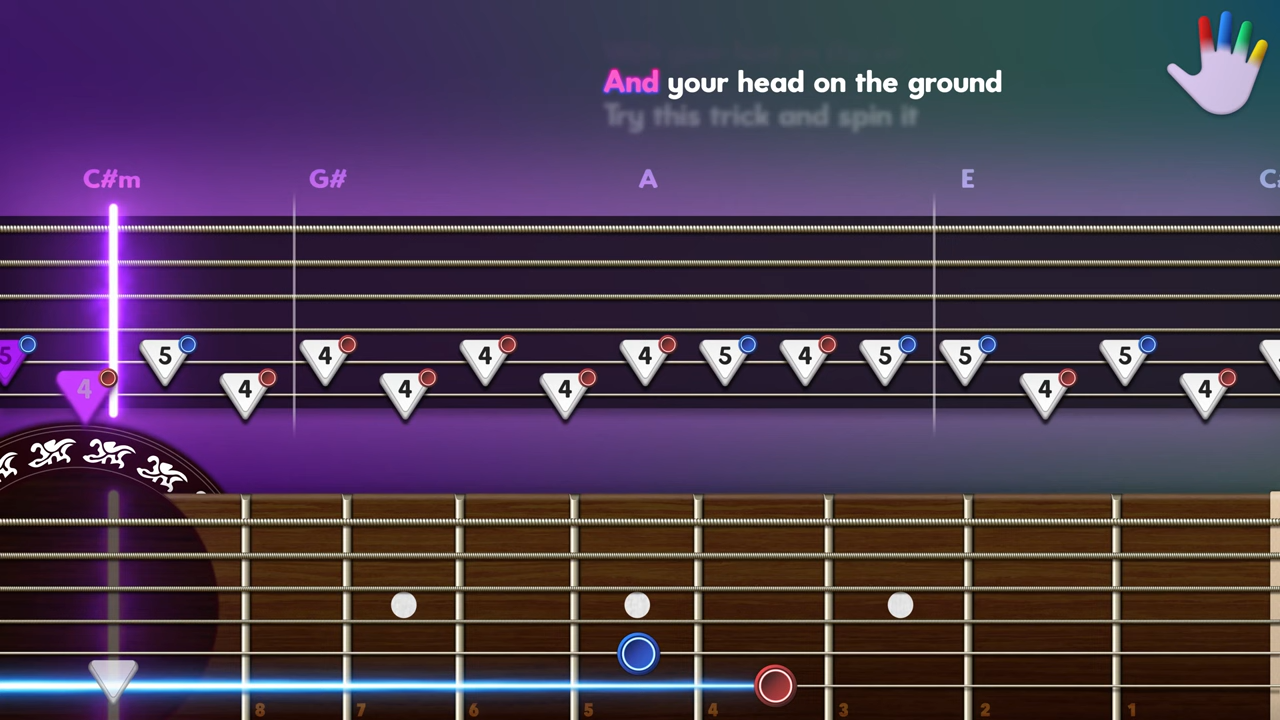 And your head on the ground
Try this trick and spin it
C#m G# A E
5 5 4 4 4 5 4 5 5 5
4 4 4 4 4 4
8 7 6 5 4 3 2 1